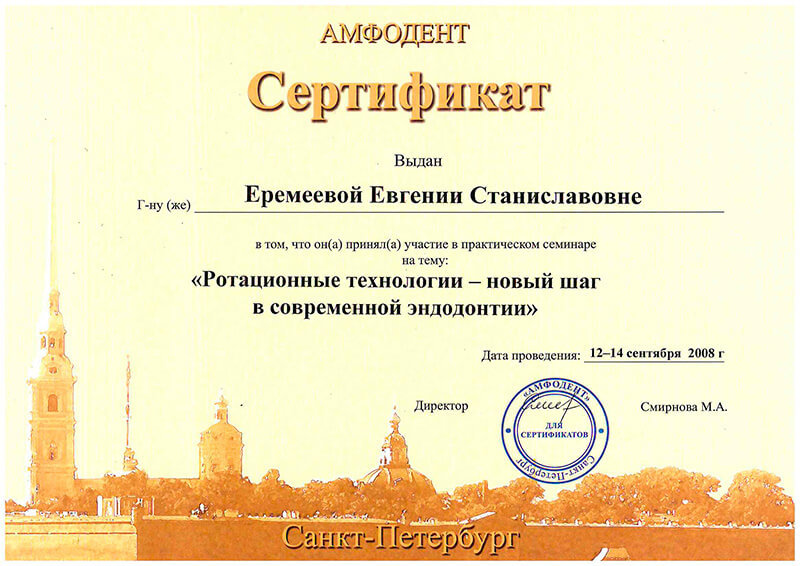 АМФОДЕНТ
Сертификат
Выдан
Г-ну (же) Еремеевой Евгении Станиславовне
в том, что он(а) принял(а) участие в практическом семинаре
на тему:
«Ротационные технологии – новый шаг
в современной эндодонтии»
Дата проведения: 12–14 сентября 2008 г
Директор
Смирнова М.А.
«АМФОДЕНТ»
ДЛЯ
СЕРТИФИКАТОВ
Санкт-Петербург
Санкт-Петербург